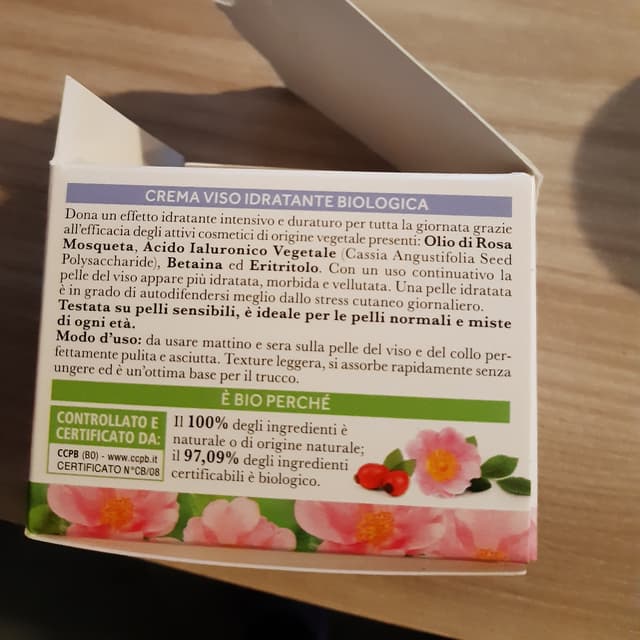 CREMA VISO IDRATANTE BIOLOGICA
Dona un effetto idratante intensivo e duraturo per tutta la giornata grazie
all'efficacia degli attivi cosmetici di origine vegetale presenti: Olio di Rosa
Mosqueta, Acido Ialuronico Vegetale (Cassia Angustifolia Seed
Polysaccharide), Betaina ed Eritritolo. Con un uso continuativo la
pelle del viso appare più idratata, morbida e vellutata. Una pelle idratata
è in grado di autodifendersi meglio dallo stress cutaneo giornaliero.
Testata su pelli sensibili, è ideale per le pelli normali e miste
di ogni età.
Modo d'uso: da usare mattino e sera sulla pelle del viso e del collo per-
fettamente pulita e asciutta. Texture leggera, si assorbe rapidamente senza
ungere ed è un'ottima base per il trucco.
È BIO PERCHÉ
CONTROLLATO E
CERTIFICATO DA:
CCPB (BO) - www.ccpb.it
CERTIFICATO N°CB/08
Il 100% degli ingredienti è
naturale o di origine naturale;
il 97,09% degli ingredienti
certificabili è biologico.